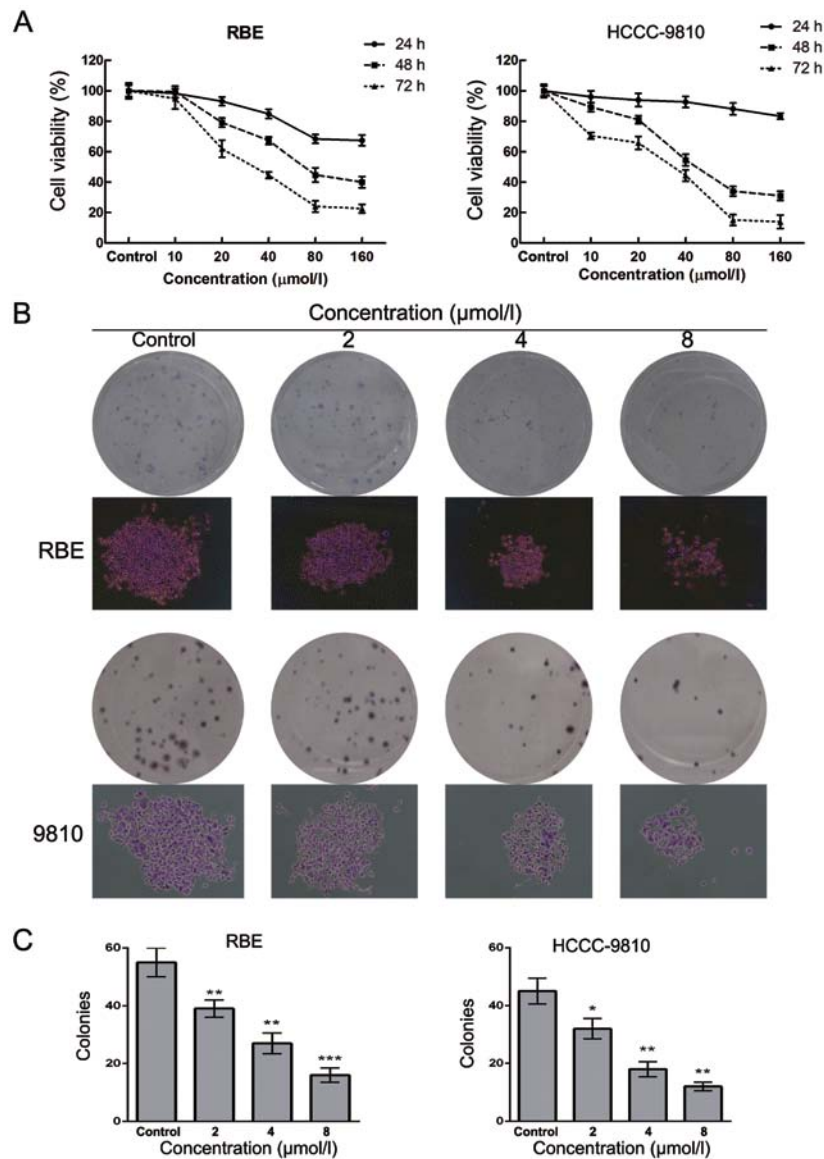 A
RBE
24 h
48 h
72 h
Cell viability (%)
120
100
80
60
40
20
0
Control 10 20 40 80 160
Concentration (μmol/l)
HCCC-9810
24 h
48 h
72 h
Cell viability (%)
120
100
80
60
40
20
0
Control 10 20 40 80 160
Concentration (μmol/l)
B
Concentration (μmol/l)
Control 2 4 8
RBE
9810
C
RBE
Colonies
60
40
20
0
** ** ***
Control 2 4 8
Concentration (μmol/l)
HCCC-9810
Colonies
60
40
20
0
* ** **
Control 2 4 8
Concentration (μmol/l)